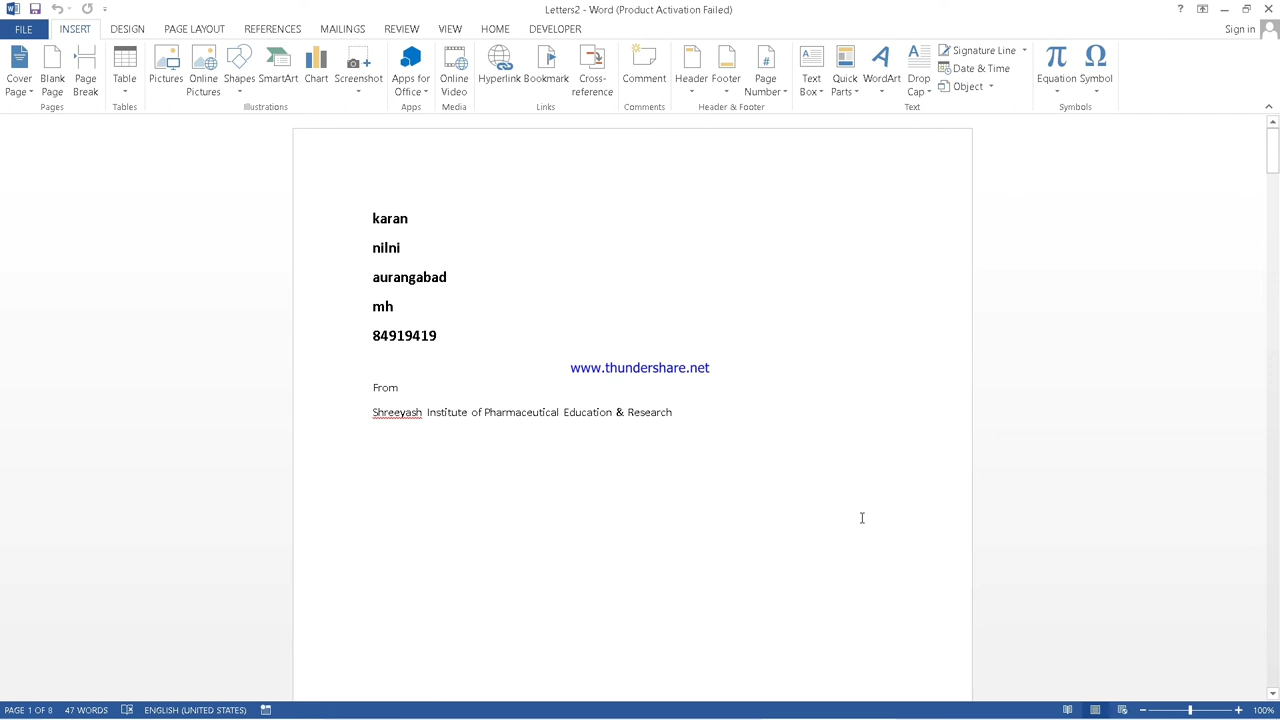 Letters2 - Word (Product Activation Failed)
?
Sign in
FILE INSERT DESIGN PAGE LAYOUT REFERENCES MAILINGS REVIEW VIEW HOME DEVELOPER
Cover Page
Blank Page
Page Break
Pages
Table
Tables
Pictures
Online Pictures
Shapes
SmartArt
Chart
Screenshot
Illustrations
Apps for Office
Apps
Online Video
Media
Hyperlink
Bookmark
Cross-reference
Links
Comment
Comments
Header
Footer
Page Number
Header & Footer
Text Box
Quick Parts
WordArt
Drop Cap
Signature Line
Date & Time
Object
Text
Equation
Symbol
Symbols
karan
nilni
aurangabad
mh
84919419
www.thundershare.net
From
Shreeyash Institute of Pharmaceutical Education & Research
PAGE 1 OF 8 47 WORDS ENGLISH (UNITED STATES) 100%